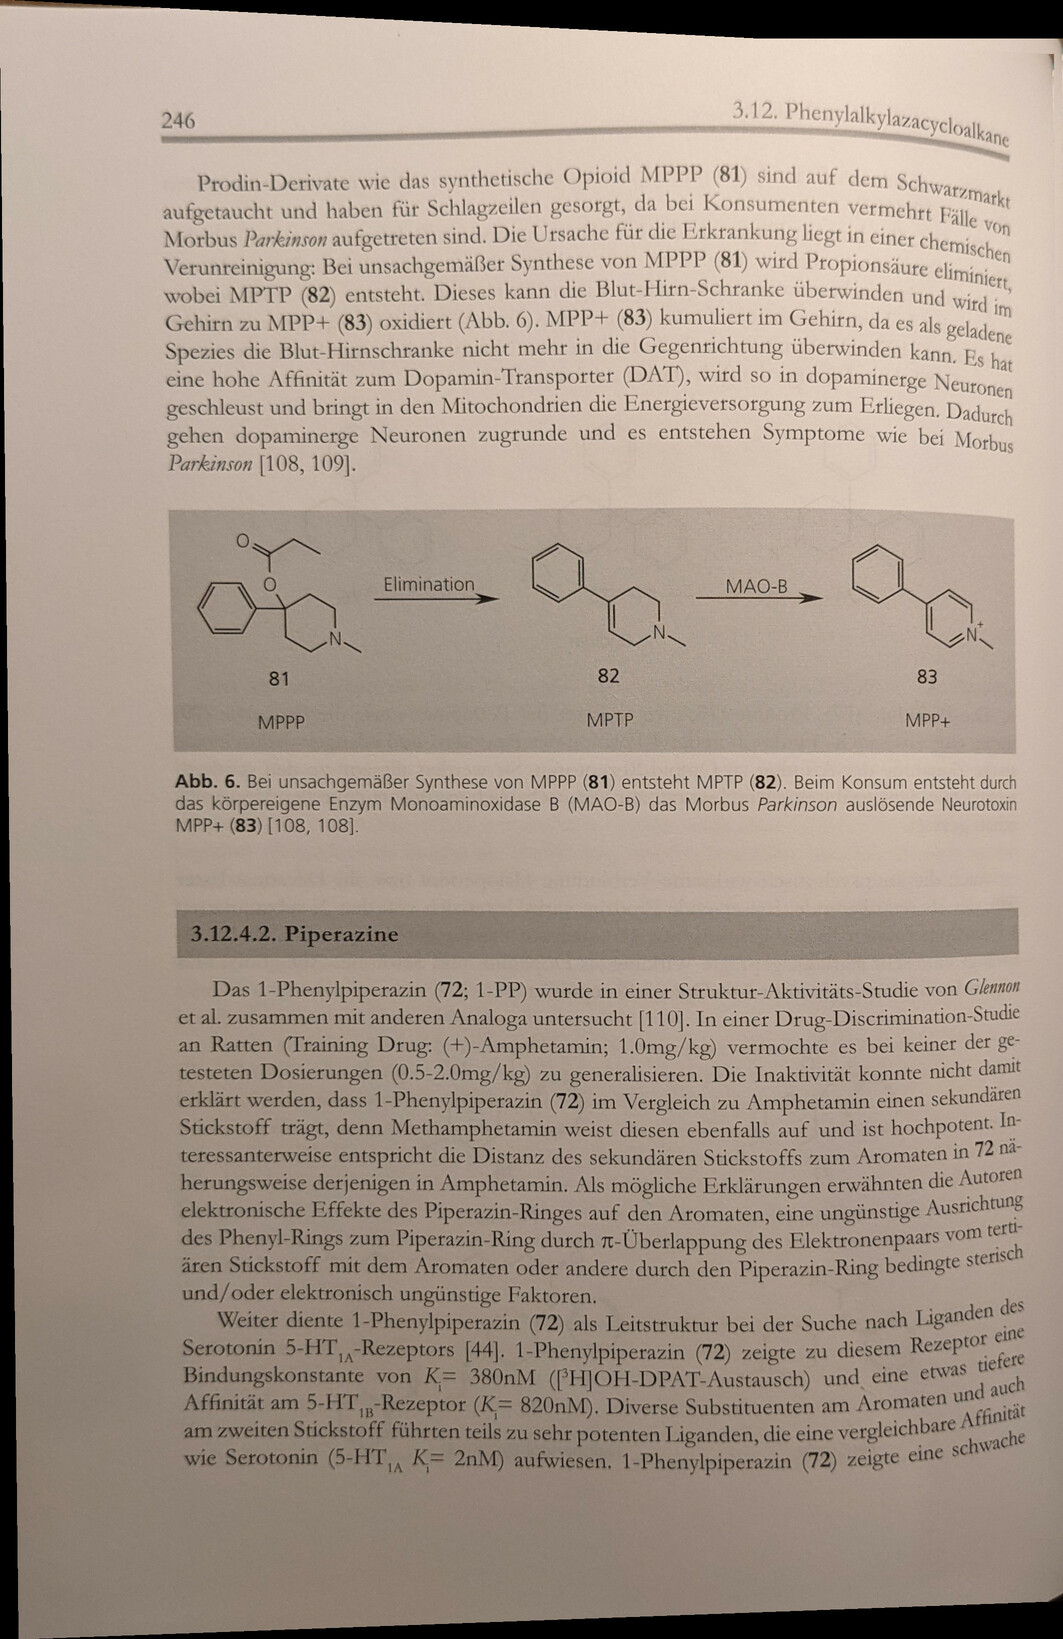 246
3.12. Phenylalkylazacycloalkane
Prodin-Derivate wie das synthetische Opioid MPPP (81) sind auf dem Schwarzmarkt
aufgetaucht und haben für Schlagzeilen gesorgt, da bei Konsumenten vermehrt Fälle von
Morbus Parkinson aufgetreten sind. Die Ursache für die Erkrankung liegt in einer chemischen
Verunreinigung: Bei unsachgemäßer Synthese von MPPP (81) wird Propionsäure eliminiert,
wobei MPTP (82) entsteht. Dieses kann die Blut-Hirn-Schranke überwinden und wird im
Gehirn zu MPP+ (83) oxidiert (Abb. 6). MPP+ (83) kumuliert im Gehirn, da es als geladene
Spezies die Blut-Hirnschranke nicht mehr in die Gegenrichtung überwinden kann. Es hat
eine hohe Affinität zum Dopamin-Transporter (DAT), wird so in dopaminerge Neuronen
geschleust und bringt in den Mitochondrien die Energieversorgung zum Erliegen. Dadurch
gehen dopaminerge Neuronen zugrunde und es entstehen Symptome wie bei Morbus
Parkinson [108, 109].
O
O
N
81
MPPP
Elimination
N
82
MPTP
MAO-B
N+
83
MPP+
Abb. 6. Bei unsachgemäßer Synthese von MPPP (81) entsteht MPTP (82). Beim Konsum entsteht durch
das körpereigene Enzym Monoaminoxidase B (MAO-B) das Morbus Parkinson auslösende Neurotoxin
MPP+ (83) [108, 108].
3.12.4.2. Piperazine
Das 1-Phenylpiperazin (72; 1-PP) wurde in einer Struktur-Aktivitäts-Studie von Glennon
et al. zusammen mit anderen Analoga untersucht [110]. In einer Drug-Discrimination-Studie
an Ratten (Training Drug: (+)-Amphetamin; 1.0mg/kg) vermochte es bei keiner der ge-
testeten Dosierungen (0.5-2.0mg/kg) zu generalisieren. Die Inaktivität konnte nicht damit
erklärt werden, dass 1-Phenylpiperazin (72) im Vergleich zu Amphetamin einen sekundären
Stickstoff trägt, denn Methamphetamin weist diesen ebenfalls auf und ist hochpotent. In-
teressanterweise entspricht die Distanz des sekundären Stickstoffs zum Aromaten in 72 nä-
herungsweise derjenigen in Amphetamin. Als mögliche Erklärungen erwähnten die Autoren
elektronische Effekte des Piperazin-Ringes auf den Aromaten, eine ungünstige Ausrichtung
des Phenyl-Rings zum Piperazin-Ring durch π-Überlappung des Elektronenpaars vom terti-
ären Stickstoff mit dem Aromaten oder andere durch den Piperazin-Ring bedingte sterisch
und/oder elektronisch ungünstige Faktoren.
Weiter diente 1-Phenylpiperazin (72) als Leitstruktur bei der Suche nach Liganden des
Serotonin 5-HT1A-Rezeptors [44]. 1-Phenylpiperazin (72) zeigte zu diesem Rezeptor eine
Bindungskonstante von Ki= 380nM ([³H]OH-DPAT-Austausch) und eine etwas tiefere
Affinität am 5-HT1B-Rezeptor (Ki= 820nM). Diverse Substituenten am Aromaten und auch
am zweiten Stickstoff führten teils zu sehr potenten Liganden, die eine vergleichbare Affinität
wie Serotonin (5-HT1A Ki= 2nM) aufwiesen. 1-Phenylpiperazin (72) zeigte eine schwache